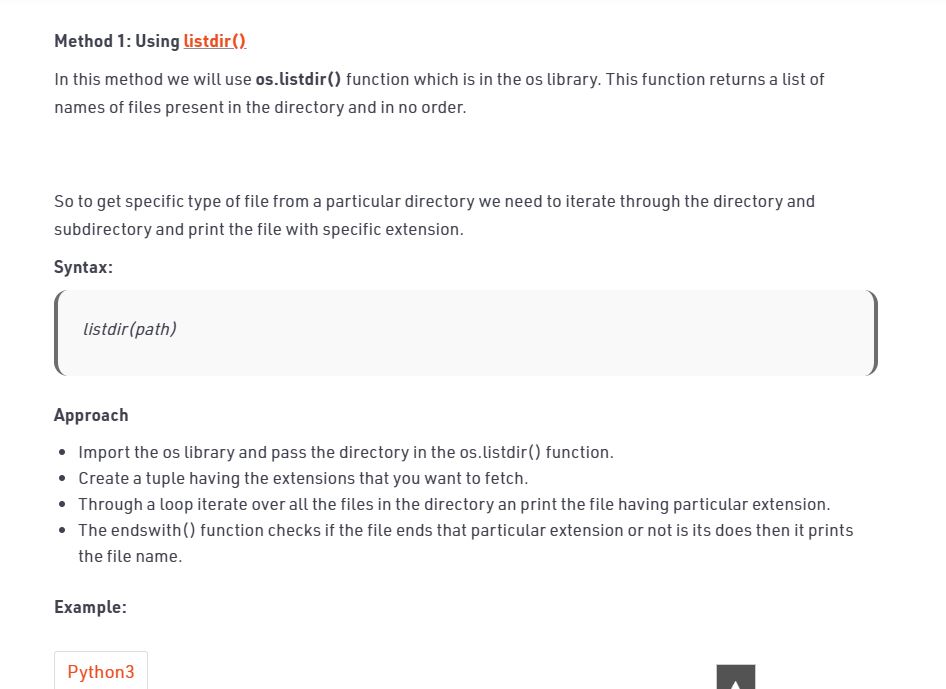 Method 1: Using listdir()
In this method we will use os.listdir() function which is in the os library. This function returns a list of
names of files present in the directory and in no order.
So to get specific type of file from a particular directory we need to iterate through the directory and
subdirectory and print the file with specific extension.
Syntax:
listdir(path)
Approach
• Import the os library and pass the directory in the os.listdir() function.
• Create a tuple having the extensions that you want to fetch.
• Through a loop iterate over all the files in the directory an print the file having particular extension.
• The endswith() function checks if the file ends that particular extension or not is its does then it prints
the file name.
Example:
Python3